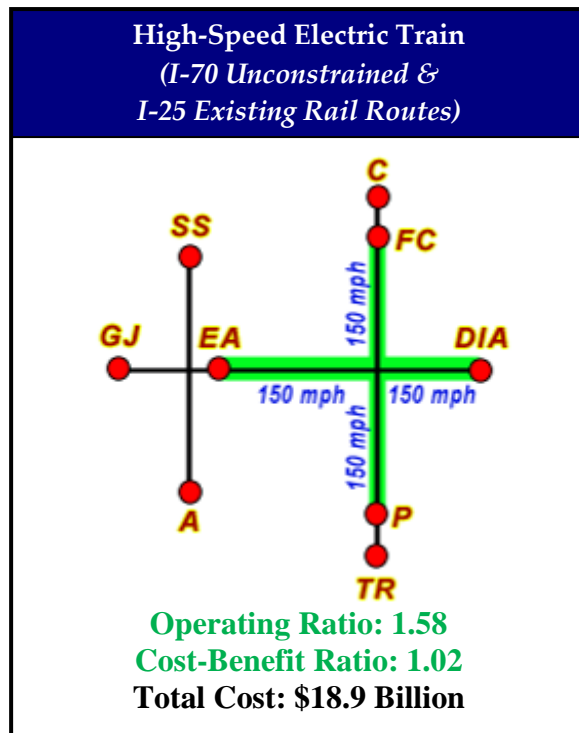 High-Speed Electric Train
(I-70 Unconstrained &
I-25 Existing Rail Routes)
C
SS
FC
150 mph
GJ
EA
DIA
150 mph
150 mph
150 mph
A
P
TR
Operating Ratio: 1.58
Cost-Benefit Ratio: 1.02
Total Cost: $18.9 Billion